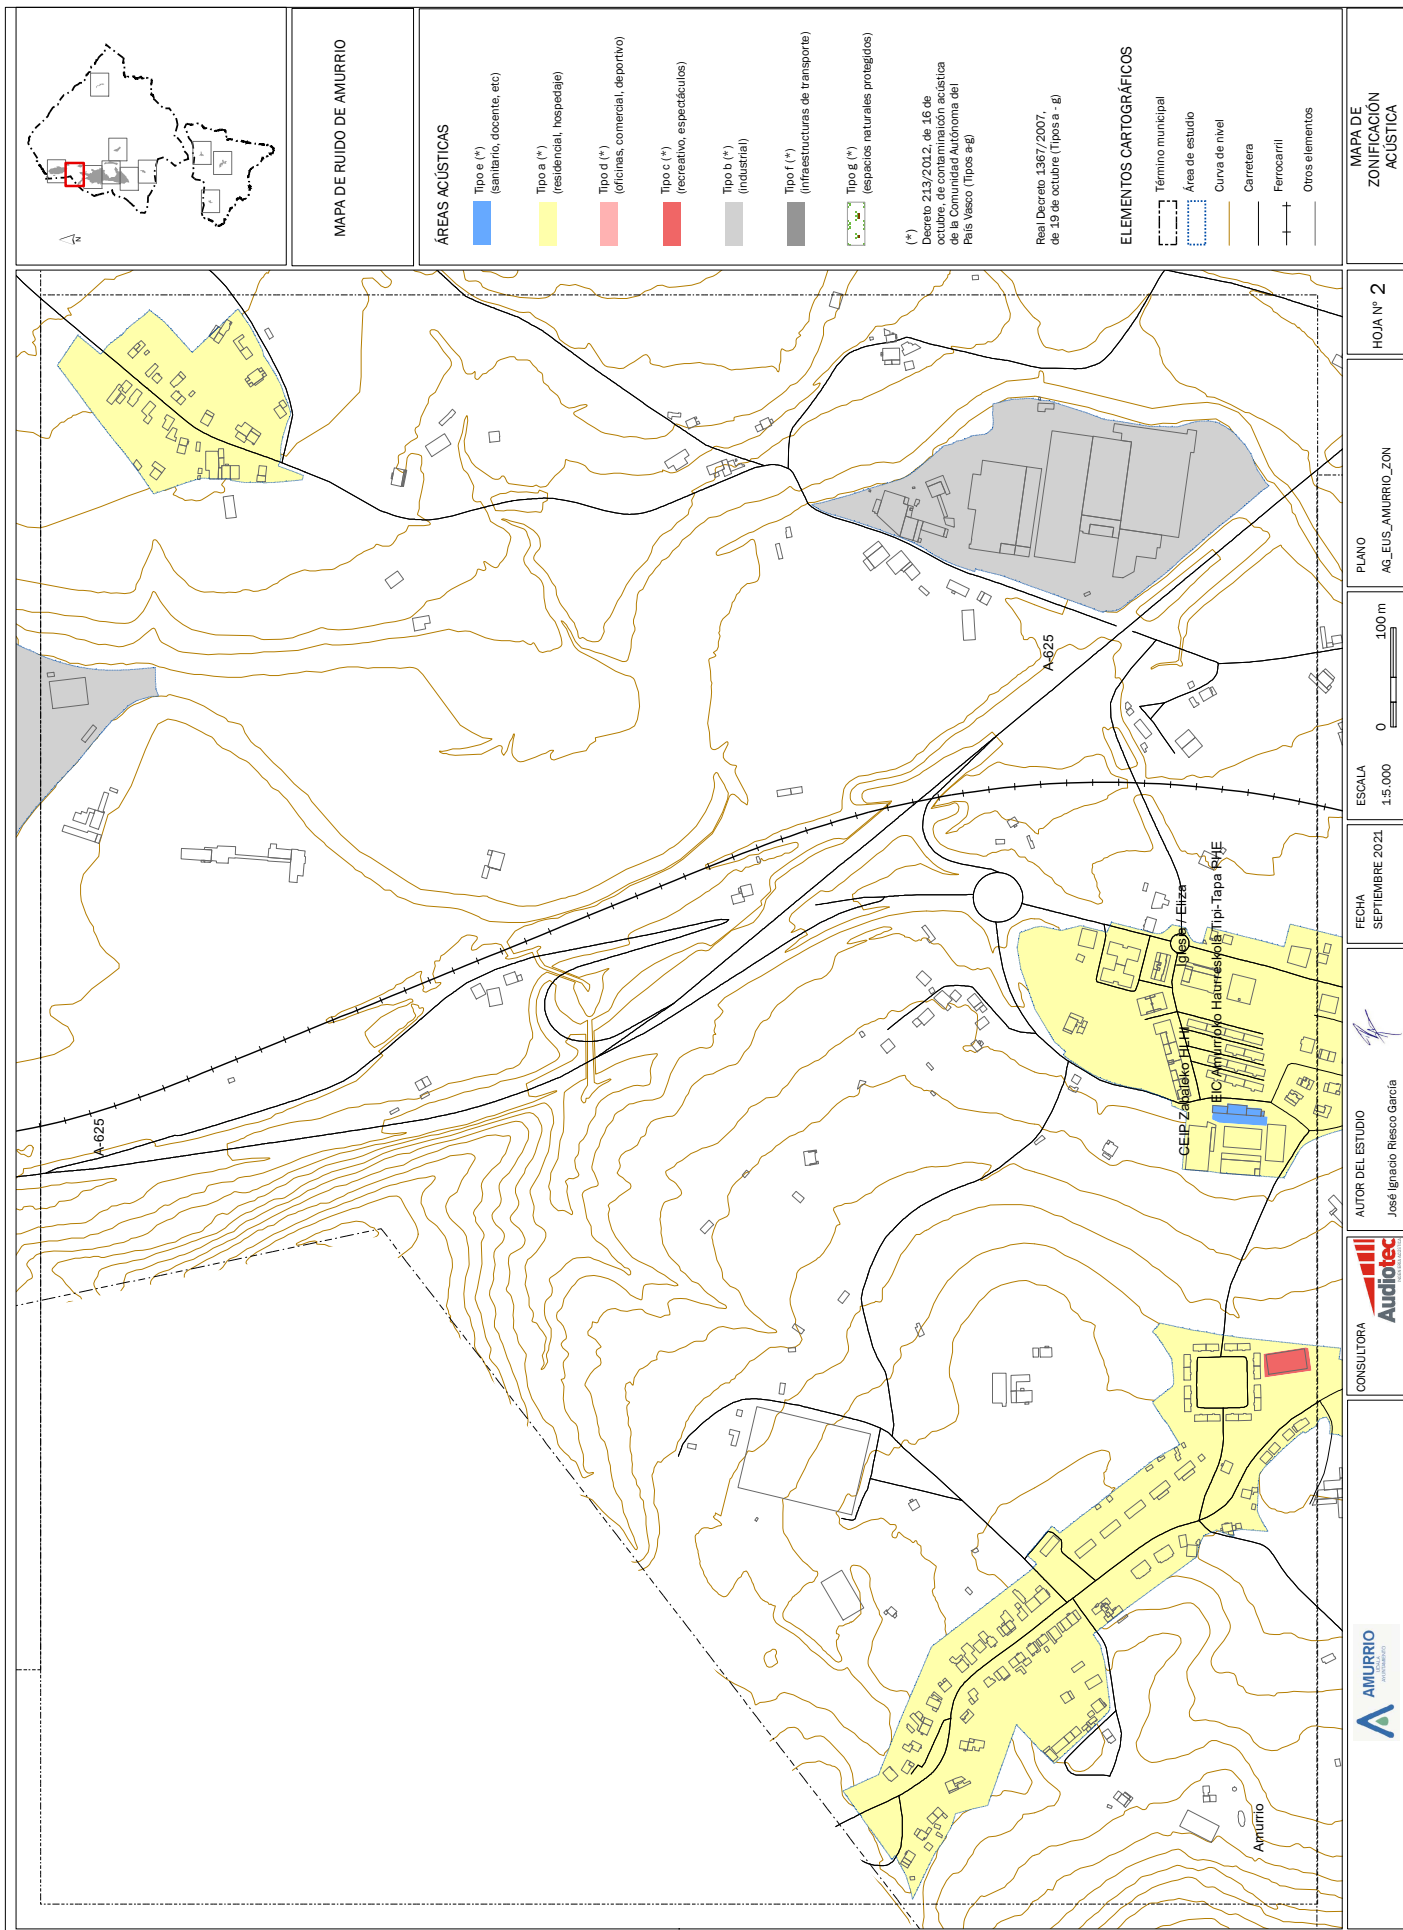 N
MAPA DE RUIDO DE AMURRIO
ÁREAS ACÚSTICAS
Tipo e (*)
(sanitario, docente, etc)
Tipo a (*)
(residencial, hospedaje)
Tipo d (*)
(oficinas, comercial, deportivo)
Tipo c (*)
(recreativo, espectáculos)
Tipo b (*)
(industrial)
Tipo f (*)
(infraestructuras de transporte)
Tipo g (*)
(espacios naturales protegidos)
(*)
Decreto 213/2012, de 16 de
octubre, de contaminación acústica
de la Comunidad Autónoma del
País Vasco (Tipos a-g)
Real Decreto 1367/2007,
de 19 de octubre (Tipos a - g)
ELEMENTOS CARTOGRÁFICOS
Término municipal
Área de estudio
Curva de nivel
Carretera
Ferrocarril
Otros elementos
MAPA DE
ZONIFICACIÓN
ACÚSTICA
HOJA Nº 2
PLANO
AG_EUS_AMURRIO_ZON
ESCALA
1:5.000
0 100 m
FECHA
SEPTIEMBRE 2021
AUTOR DEL ESTUDIO
José Ignacio Riesco García
CONSULTORA
Audiotec
AMURRIO
A-625
A-625
Iglesia / Eliza
CEIP Zabaleko HLHI
EIC Amurrioko Haurreskola Tipi-Tapa PHE
Amurrio